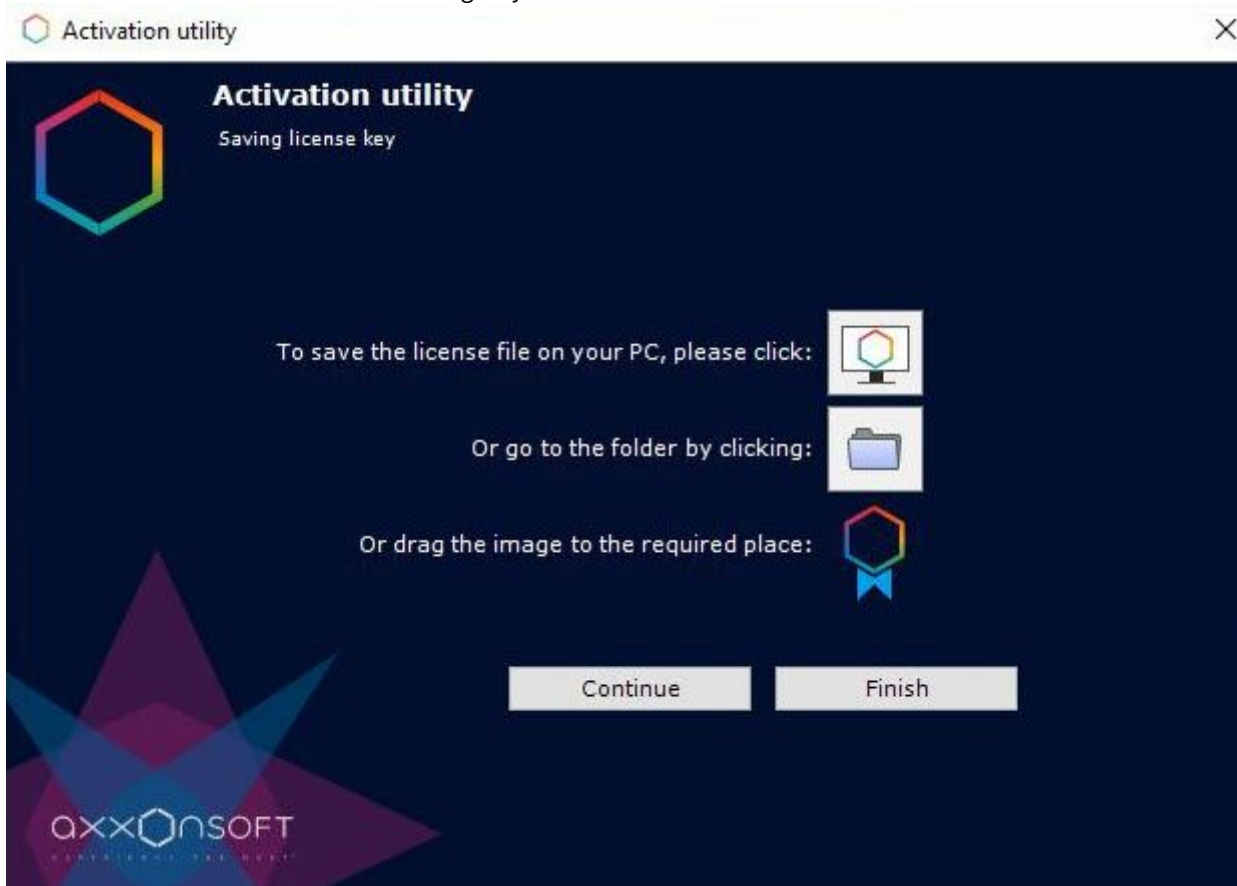 Activation utility
Activation utility
Saving license key
To save the license file on your PC, please click:
Or go to the folder by clicking:
Or drag the image to the required place:
Continue
Finish
axxonsoft